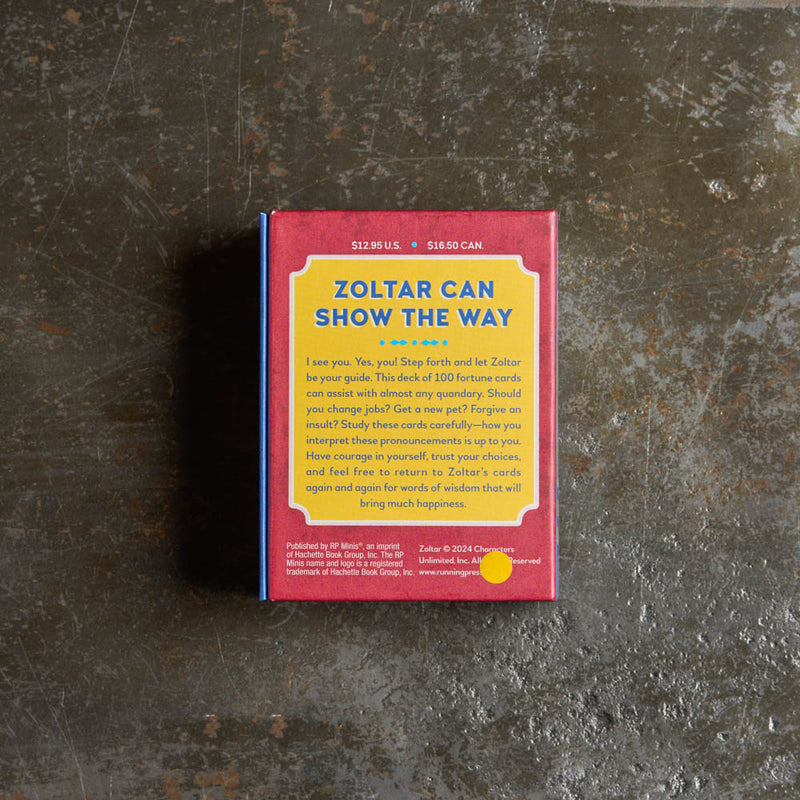 $12.95 U.S. • $16.50 CAN.
ZOLTAR CAN
SHOW THE WAY
I see you. Yes, you! Step forth and let Zoltar
be your guide. This deck of 100 fortune cards
can assist with almost any quandary. Should
you change jobs? Get a new pet? Forgive an
insult? Study these cards carefully—how you
interpret these pronouncements is up to you.
Have courage in yourself, trust your choices,
and feel free to return to Zoltar's cards
again and again for words of wisdom that will
bring much happiness.
Published by RP Minis®, an imprint
of Hachette Book Group, Inc. The RP
Minis name and logo is a registered
trademark of Hachette Book Group, Inc.
Zoltar © 2024 Characters
Unlimited, Inc. All Reserved
www.runningpres